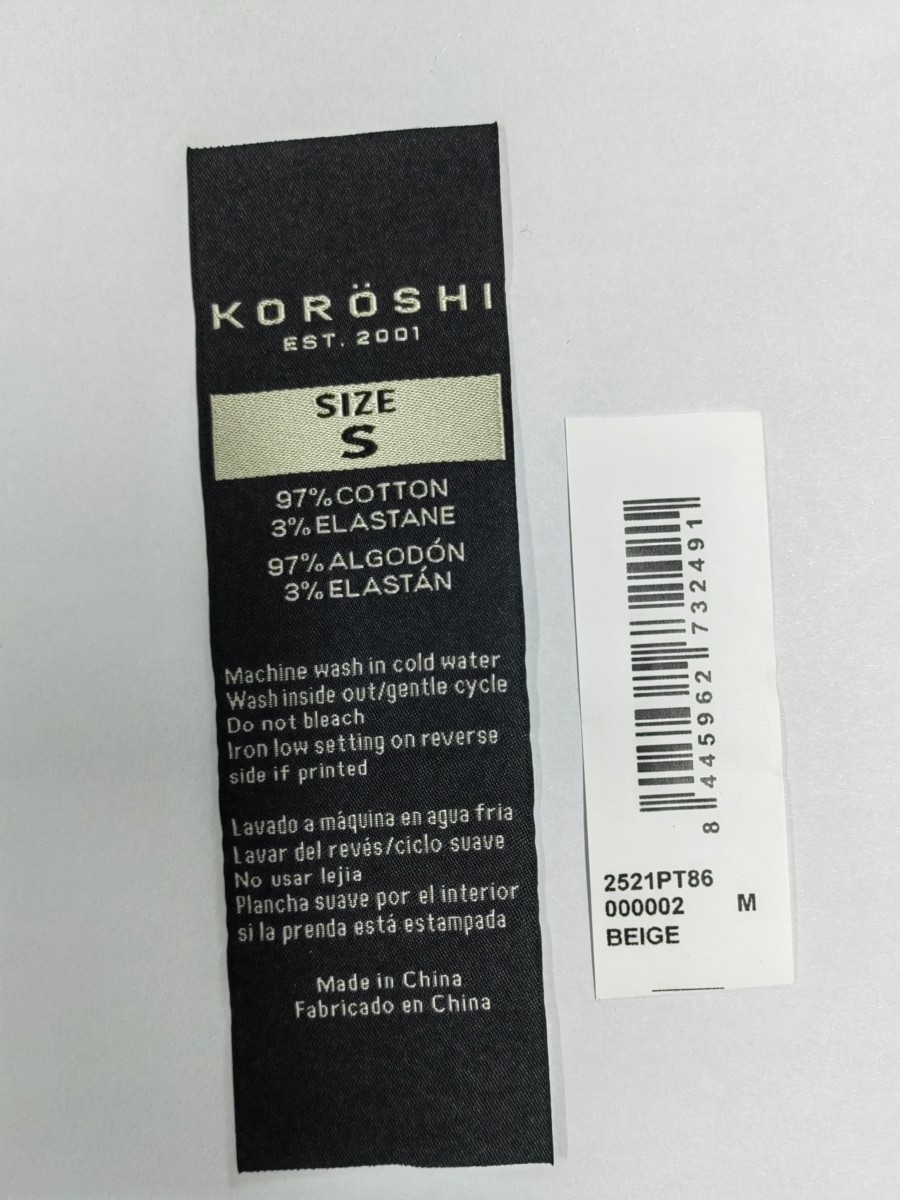 KORÖSHI
EST. 2001
SIZE
S
97% COTTON
3% ELASTANE
97% ALGODÓN
3% ELASTÁN
Machine wash in cold water
Wash inside out/gentle cycle
Do not bleach
Iron low setting on reverse
side if printed
Lavado a máquina en agua fria
Lavar del revés/ciclo suave
No usar lejia
Plancha suave por el interior
si la prenda está estampada
Made in China
Fabricado en China
8 445962 732491
2521PT86
000002 M
BEIGE